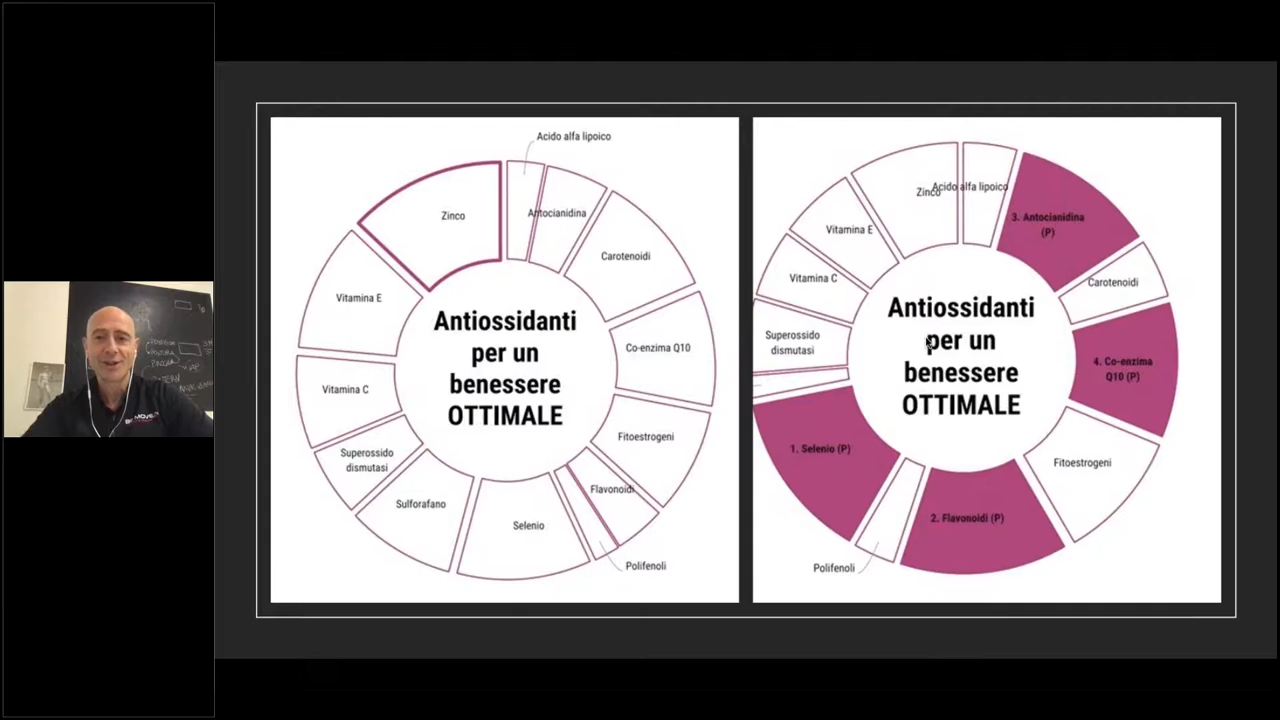 Acido alfa lipoico
Zinco
Antocianidina
Carotenoidi
Vitamina E
Co-enzima Q10
Vitamina C
Fitoestrogeni
Superossido
dismutasi
Flavonoidi
Sulforafano
Selenio
Polifenoli
Antiossidanti
per un
benessere
OTTIMALE
Zinco
Acido alfa lipoico
3. Antocianidina
(P)
Vitamina E
Carotenoidi
Vitamina C
Superossido
dismutasi
4. Co-enzima
Q10 (P)
1. Selenio (P)
Fitoestrogeni
2. Flavonoidi (P)
Polifenoli
Antiossidanti
per un
benessere
OTTIMALE